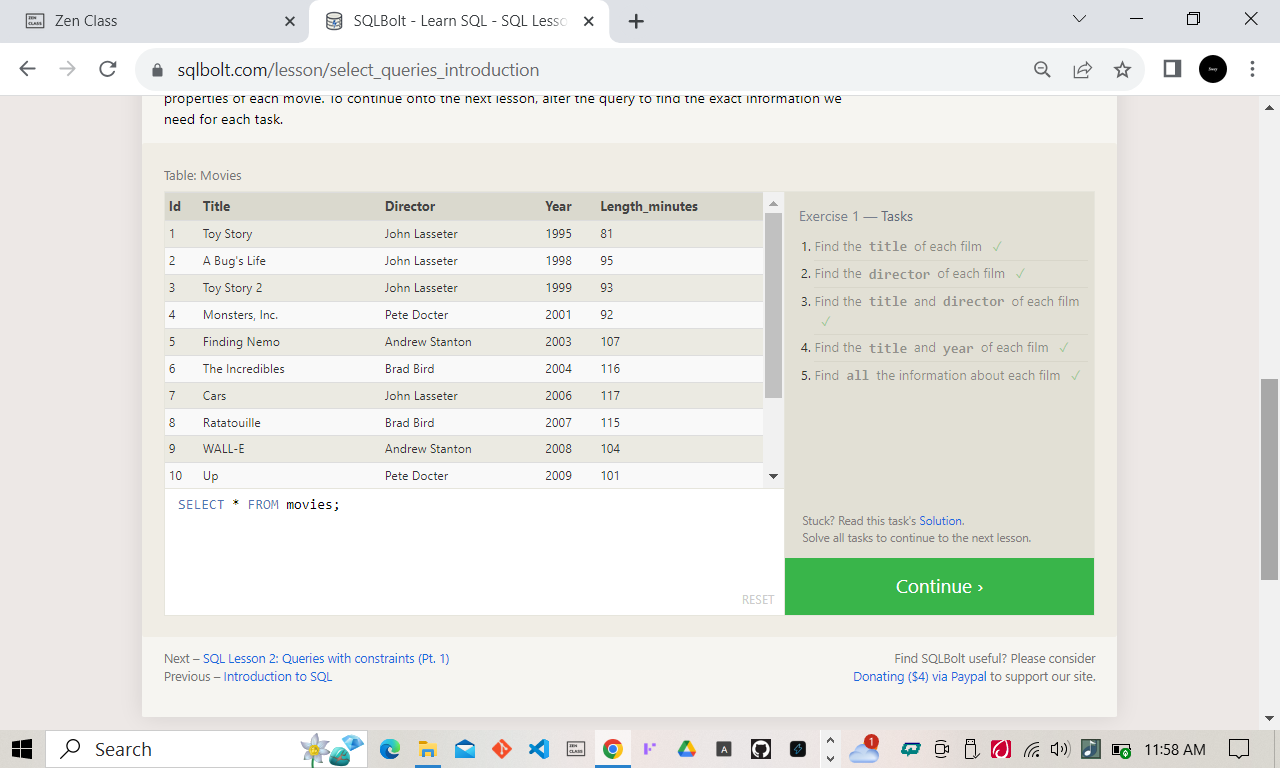 Zen Class
SQLBolt - Learn SQL - SQL Lesso
sqlbolt.com/lesson/select_queries_introduction
properties of each movie. To continue onto the next lesson, alter the query to find the exact information we
need for each task.
Table: Movies
Id Title Director Year Length_minutes
1 Toy Story John Lasseter 1995 81
2 A Bug's Life John Lasseter 1998 95
3 Toy Story 2 John Lasseter 1999 93
4 Monsters, Inc. Pete Docter 2001 92
5 Finding Nemo Andrew Stanton 2003 107
6 The Incredibles Brad Bird 2004 116
7 Cars John Lasseter 2006 117
8 Ratatouille Brad Bird 2007 115
9 WALL-E Andrew Stanton 2008 104
10 Up Pete Docter 2009 101
SELECT * FROM movies;
RESET
Exercise 1 — Tasks
1. Find the title of each film ✓
2. Find the director of each film ✓
3. Find the title and director of each film
✓
4. Find the title and year of each film ✓
5. Find all the information about each film ✓
Stuck? Read this task's Solution.
Solve all tasks to continue to the next lesson.
Continue ›
Next – SQL Lesson 2: Queries with constraints (Pt. 1)
Previous – Introduction to SQL
Find SQLBolt useful? Please consider
Donating ($4) via Paypal to support our site.
Search
ZEN
CLASS
A
1
11:58 AM